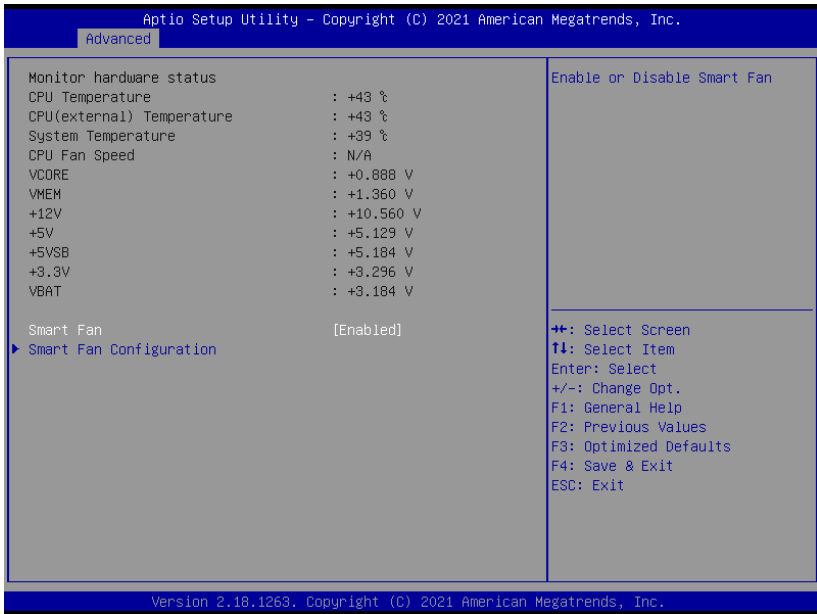 Aptio Setup Utility – Copyright (C) 2021 American Megatrends, Inc.
Advanced
Monitor hardware status
CPU Temperature : +43 ℃
CPU(external) Temperature : +43 ℃
System Temperature : +39 ℃
CPU Fan Speed : N/A
VCORE : +0.888 V
VMEM : +1.360 V
+12V : +10.560 V
+5V : +5.129 V
+5VSB : +5.184 V
+3.3V : +3.296 V
VBAT : +3.184 V
Smart Fan [Enabled]
Smart Fan Configuration
Enable or Disable Smart Fan
→←: Select Screen
↑↓: Select Item
Enter: Select
+/-: Change Opt.
F1: General Help
F2: Previous Values
F3: Optimized Defaults
F4: Save & Exit
ESC: Exit
Version 2.18.1263. Copyright (C) 2021 American Megatrends, Inc.